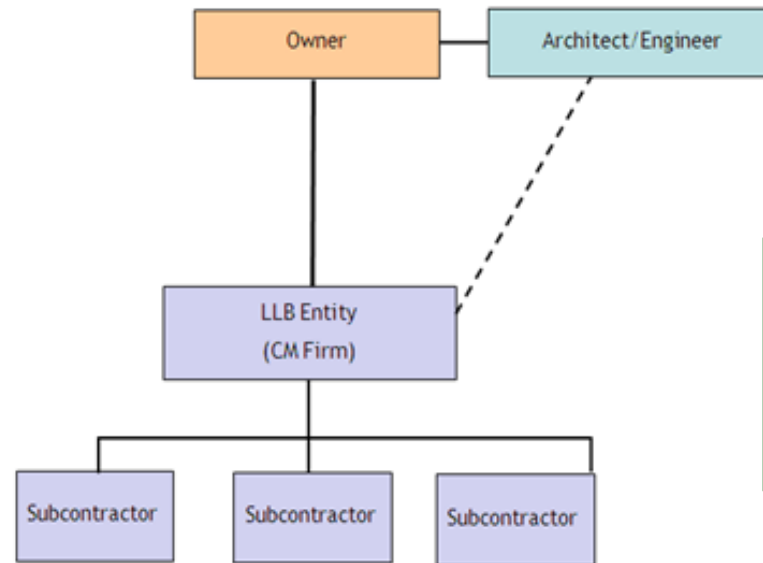 Owner
Architect/Engineer
LLB Entity
(CM Firm)
Subcontractor
Subcontractor
Subcontractor